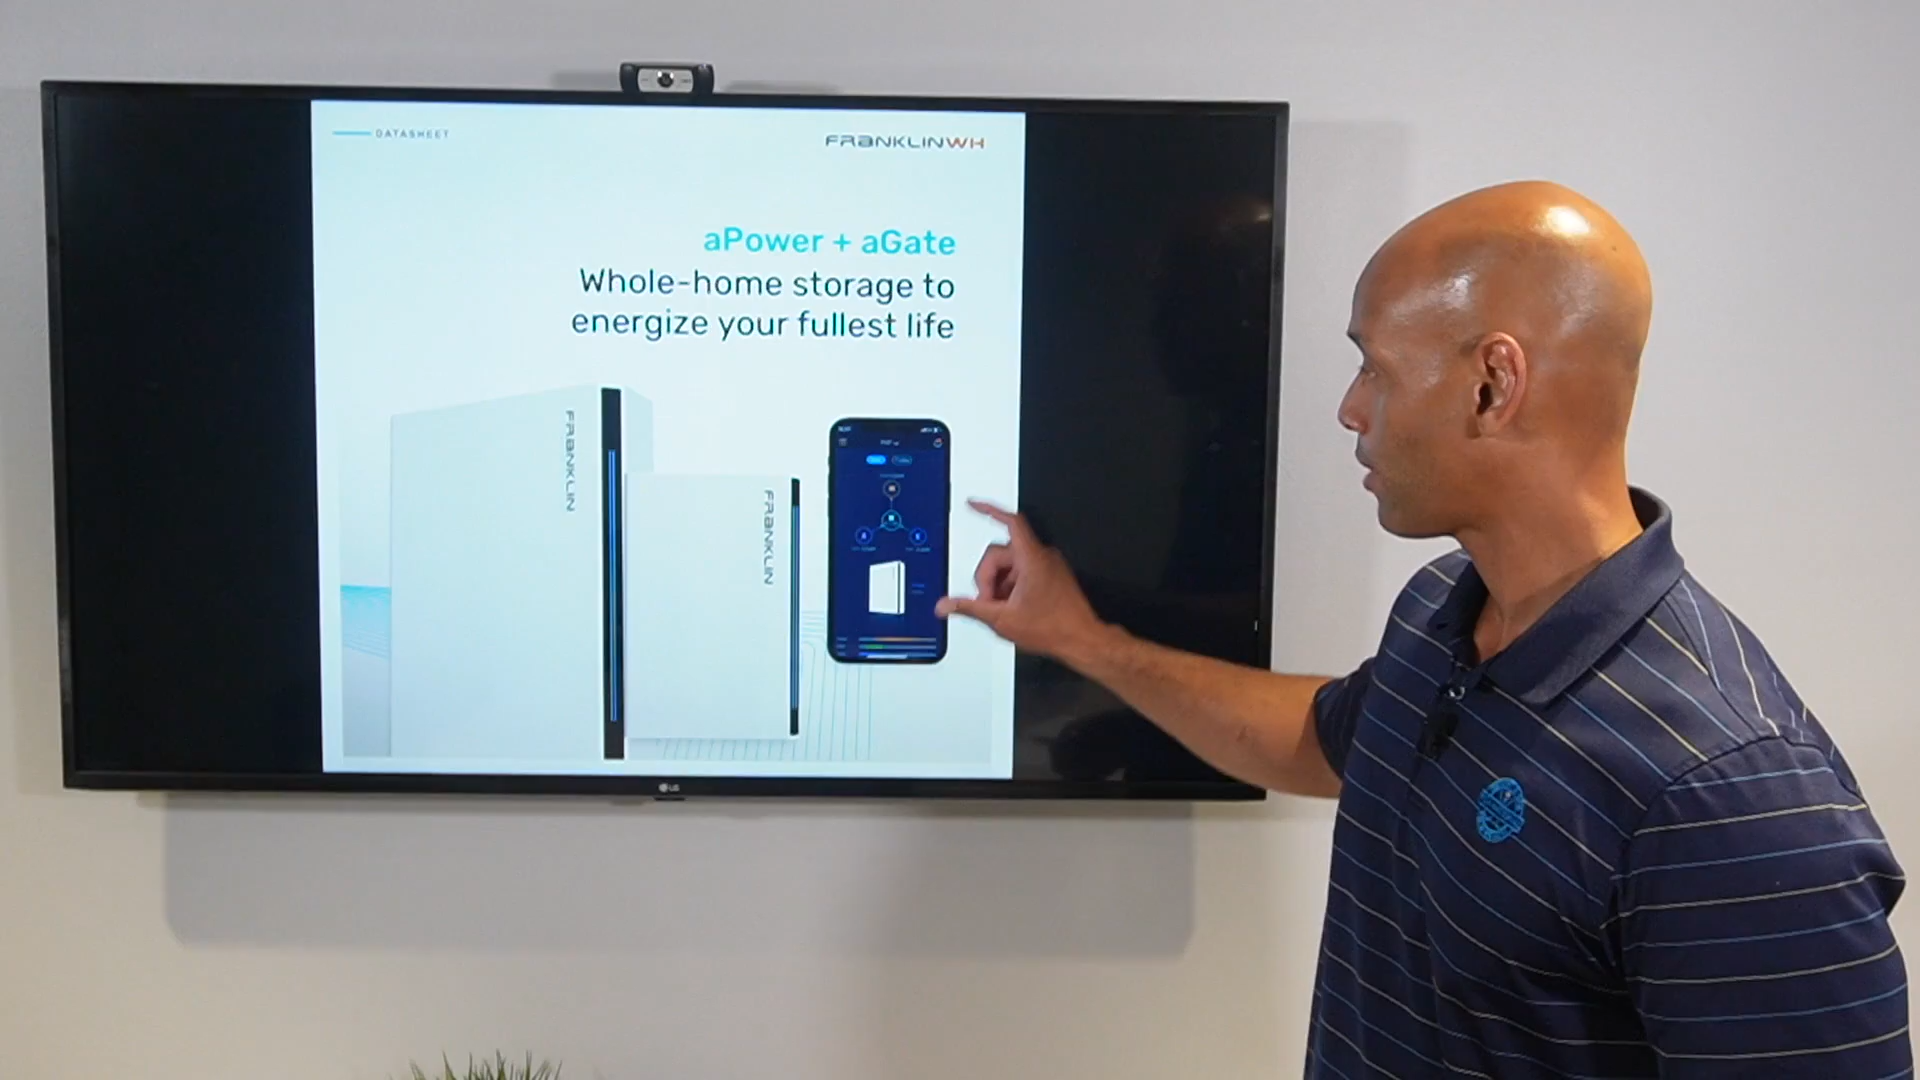 DATASHEET
FRANKLINWH
aPower + aGate
Whole-home storage to
energize your fullest life
FRANKLIN
FRANKLIN
LG